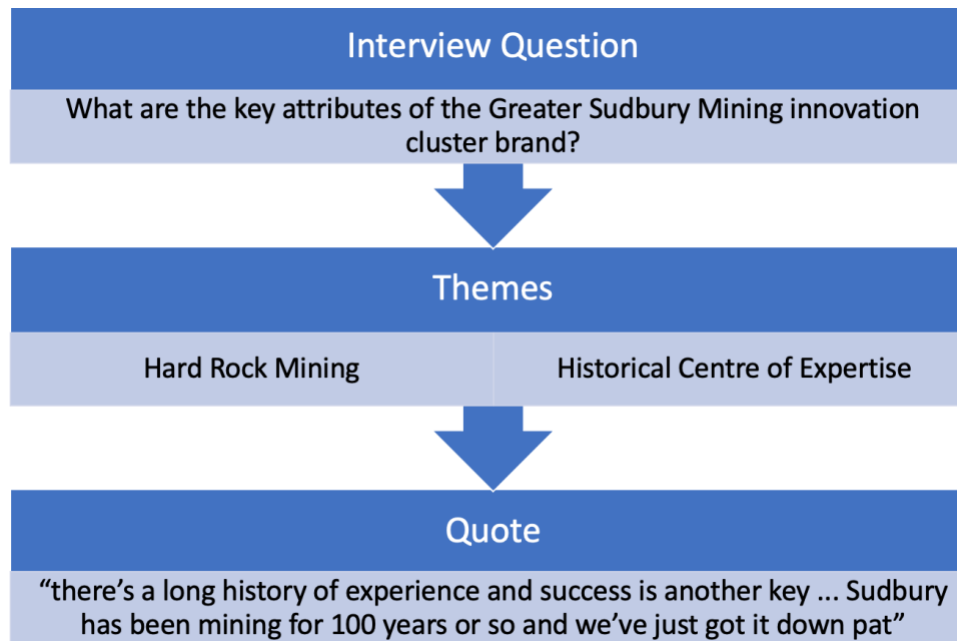 Interview Question
What are the key attributes of the Greater Sudbury Mining innovation
cluster brand?
Themes
Hard Rock Mining
Historical Centre of Expertise
Quote
“there’s a long history of experience and success is another key ... Sudbury
has been mining for 100 years or so and we’ve just got it down pat”